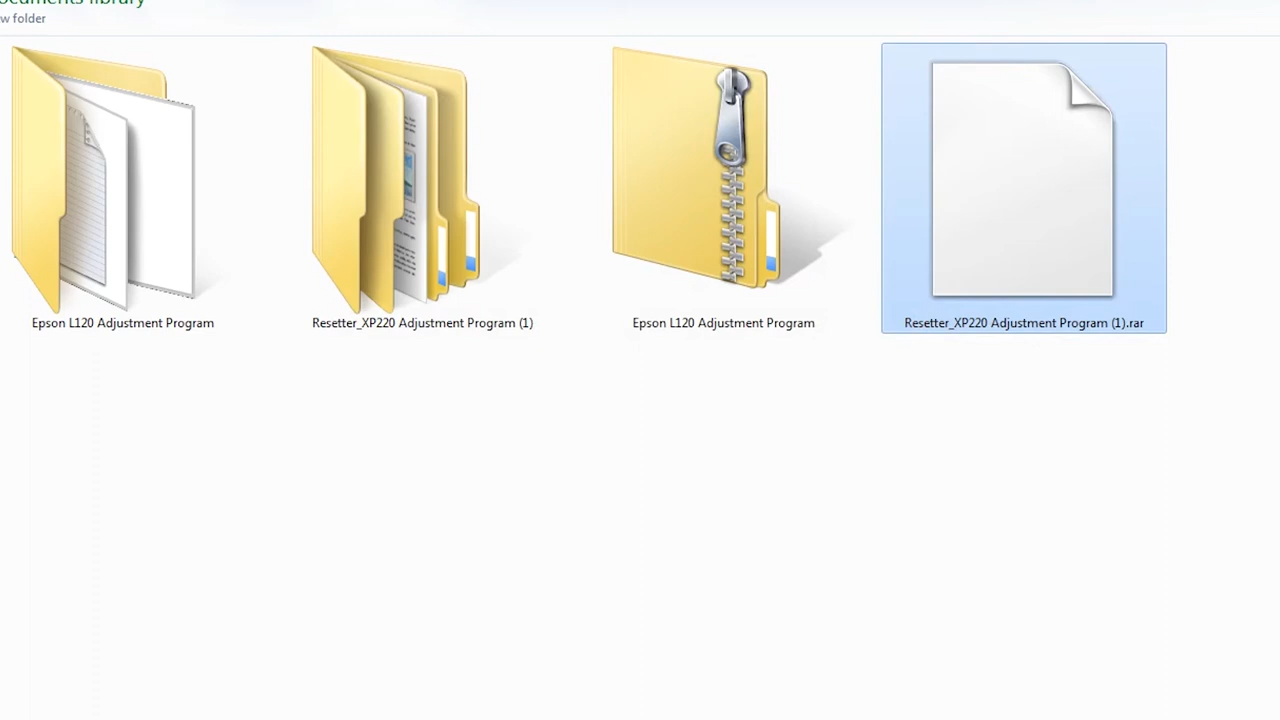 w folder
Epson L120 Adjustment Program
Resetter_XP220 Adjustment Program (1)
Epson L120 Adjustment Program
Resetter_XP220 Adjustment Program (1).rar